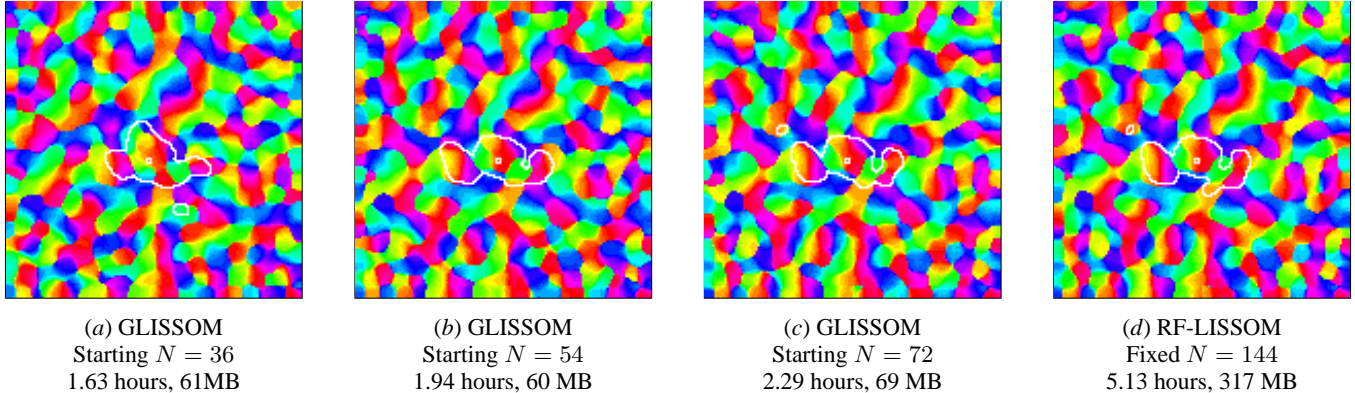 (a) GLISSOM
Starting N = 36
1.63 hours, 61MB
(b) GLISSOM
Starting N = 54
1.94 hours, 60 MB
(c) GLISSOM
Starting N = 72
2.29 hours, 69 MB
(d) RF-LISSOM
Fixed N = 144
5.13 hours, 317 MB